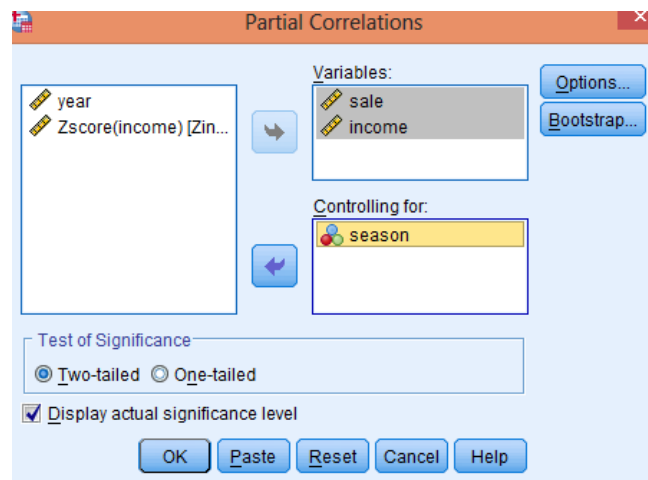 Partial Correlations
year
Zscore(income) [Zin...
Variables:
sale
income
Options...
Bootstrap...
Controlling for:
season
Test of Significance
Two-tailed
One-tailed
Display actual significance level
OK
Paste
Reset
Cancel
Help